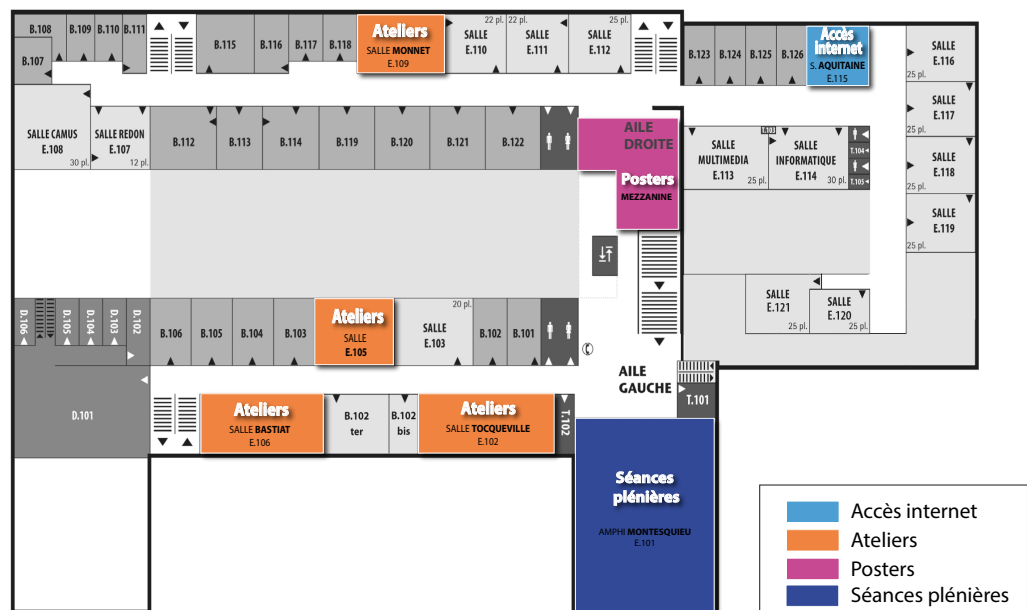 B.108
B.109
B.110
B.111
B.107
B.115
B.116
B.117
B.118
Ateliers
SALLE MONNET
E.109
22 pl.
SALLE
E.110
22 pl.
SALLE
E.111
25 pl.
SALLE
E.112
B.123
B.124
B.125
B.126
Accès
internet
S. AQUITAINE
E.115
SALLE
E.116
25 pl.
SALLE
E.117
25 pl.
SALLE
E.118
25 pl.
SALLE
E.119
25 pl.
SALLE CAMUS
E.108
30 pl.
SALLE REDON
E.107
12 pl.
B.112
B.113
B.114
B.119
B.120
B.121
B.122
AILE
DROITE
Posters
MEZZANINE
SALLE
MULTIMEDIA
E.113
25 pl.
SALLE
INFORMATIQUE
E.114
30 pl.
T.104
T.105
D.106
D.105
D.104
D.103
D.102
B.106
B.105
B.104
B.103
Ateliers
SALLE
E.105
20 pl.
SALLE
E.103
B.102
B.101
SALLE
E.121
25 pl.
SALLE
E.120
25 pl.
AILE
GAUCHE
T.101
D.101
Ateliers
SALLE BASTIAT
E.106
B.102
ter
B.102
bis
Ateliers
SALLE TOCQUEVILLE
E.102
T.102
Séances
plénières
AMPHI MONTESQUIEU
E.101
Accès internet
Ateliers
Posters
Séances plénières